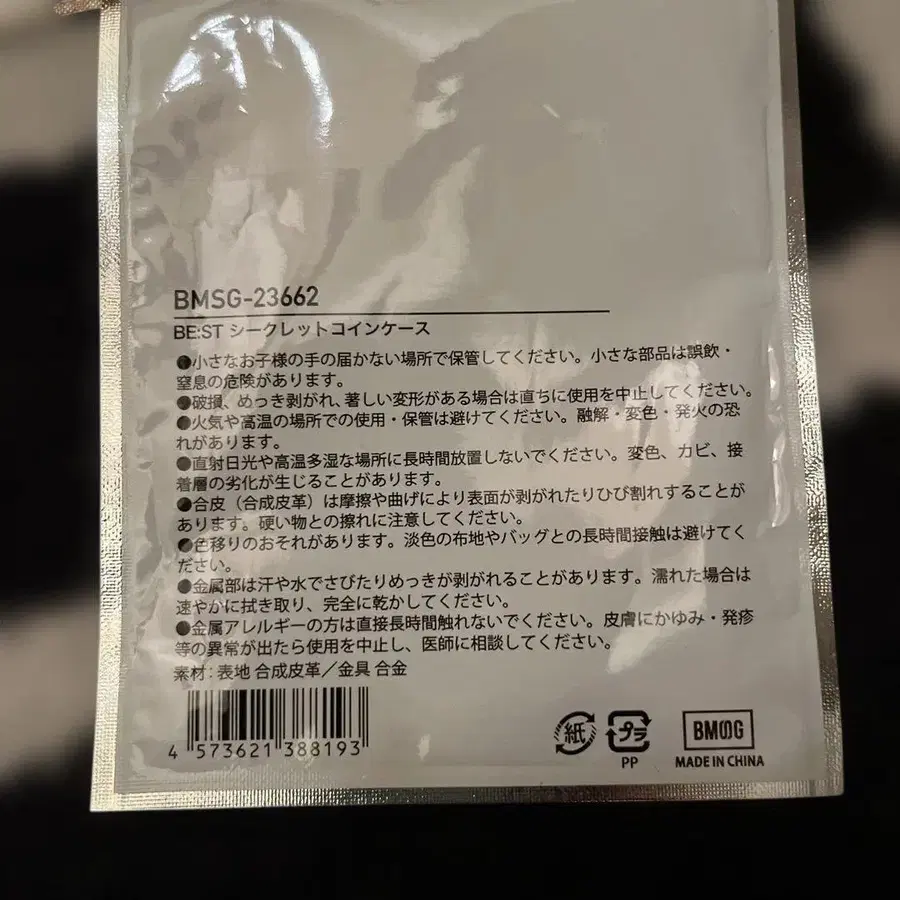 BMSG-23662
BE:ST シークレットコインケース
●小さなお子様の手の届かない場所で保管してください。小さな部品は誤飲・
窒息の危険があります。
●破損、めっき剥がれ、著しい変形がある場合は直ちに使用を中止してください。
●火気や高温の場所での使用・保管は避けてください。融解・変色・発火の恐
れがあります。
●直射日光や高温多湿な場所に長時間放置しないでください。変色、カビ、接
着層の劣化が生じることがあります。
●合皮（合成皮革）は摩擦や曲げにより表面が剥がれたりひび割れすることが
あります。硬い物との擦れに注意してください。
●色移りのおそれがあります。淡色の布地やバッグとの長時間接触は避けてく
ださい。
●金属部は汗や水でさびたりめっきが剥がれることがあります。濡れた場合は
速やかに拭き取り、完全に乾かしてください。
●金属アレルギーの方は直接長時間触れないでください。皮膚にかゆみ・発疹
等の異常が出たら使用を中止し、医師に相談してください。
素材：表地 合成皮革／金具 合金
4 573621 388193
紙
プラ
PP
BMSG
MADE IN CHINA